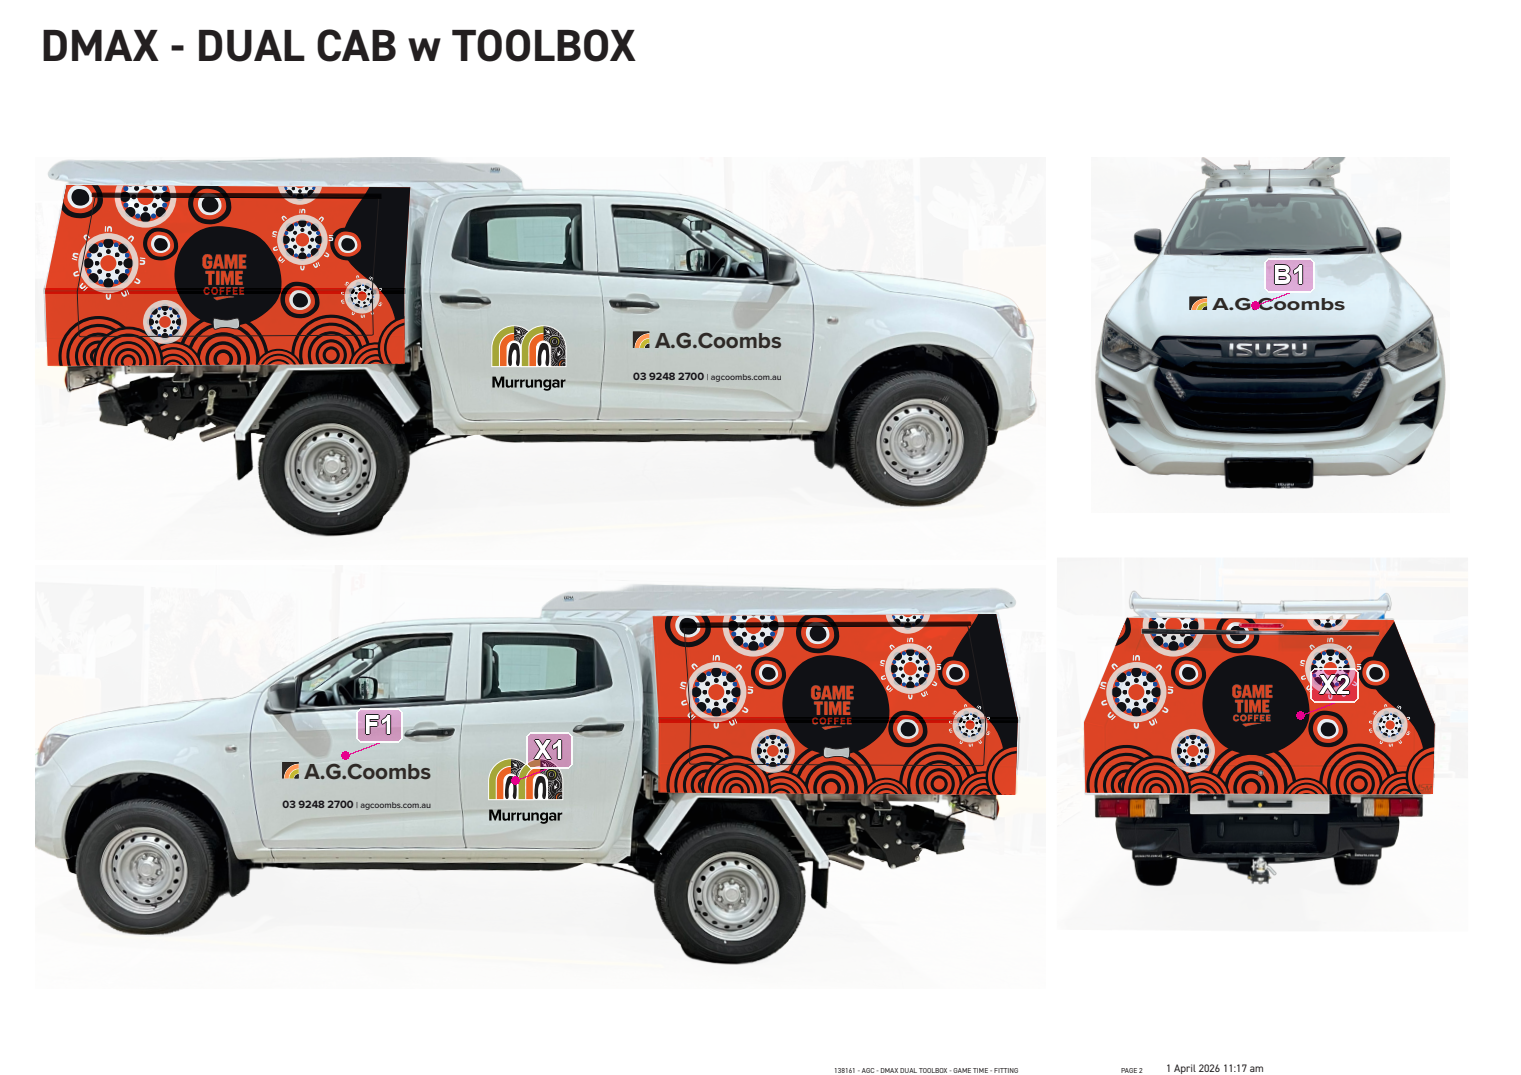 DMAX - DUAL CAB w TOOLBOX
GAME
TIME
COFFEE
Murrungar
A.G.Coombs
03 9248 2700 | agcoombs.com.au
B1
A.G.Coombs
ISUZU
F1
A.G.Coombs
03 9248 2700 | agcoombs.com.au
X1
Murrungar
GAME
TIME
COFFEE
X2
GAME
TIME
COFFEE
138161 - AGC - DMAX DUAL TOOLBOX - GAME TIME - FITTING
PAGE 2
1 April 2026 11:17 am